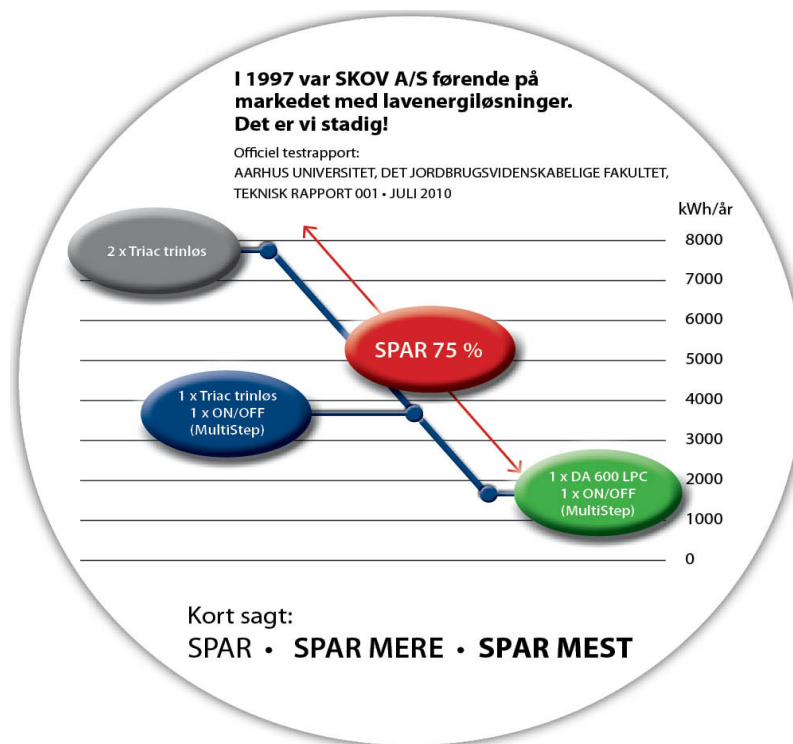 I 1997 var SKOV A/S førende på
markedet med lavenergiløsninger.
Det er vi stadig!
Officiel testrapport:
AARHUS UNIVERSITET, DET JORDBRUGSVIDENSKABELIGE FAKULTET,
TEKNISK RAPPORT 001 • JULI 2010
kWh/år
8000
2 x Triac trinløs
7000
6000
SPAR 75 %
5000
4000
1 x Triac trinløs
1 x ON/OFF
(MultiStep)
3000
2000
1 x DA 600 LPC
1 x ON/OFF
(MultiStep)
1000
0
Kort sagt:
SPAR • SPAR MERE • SPAR MEST